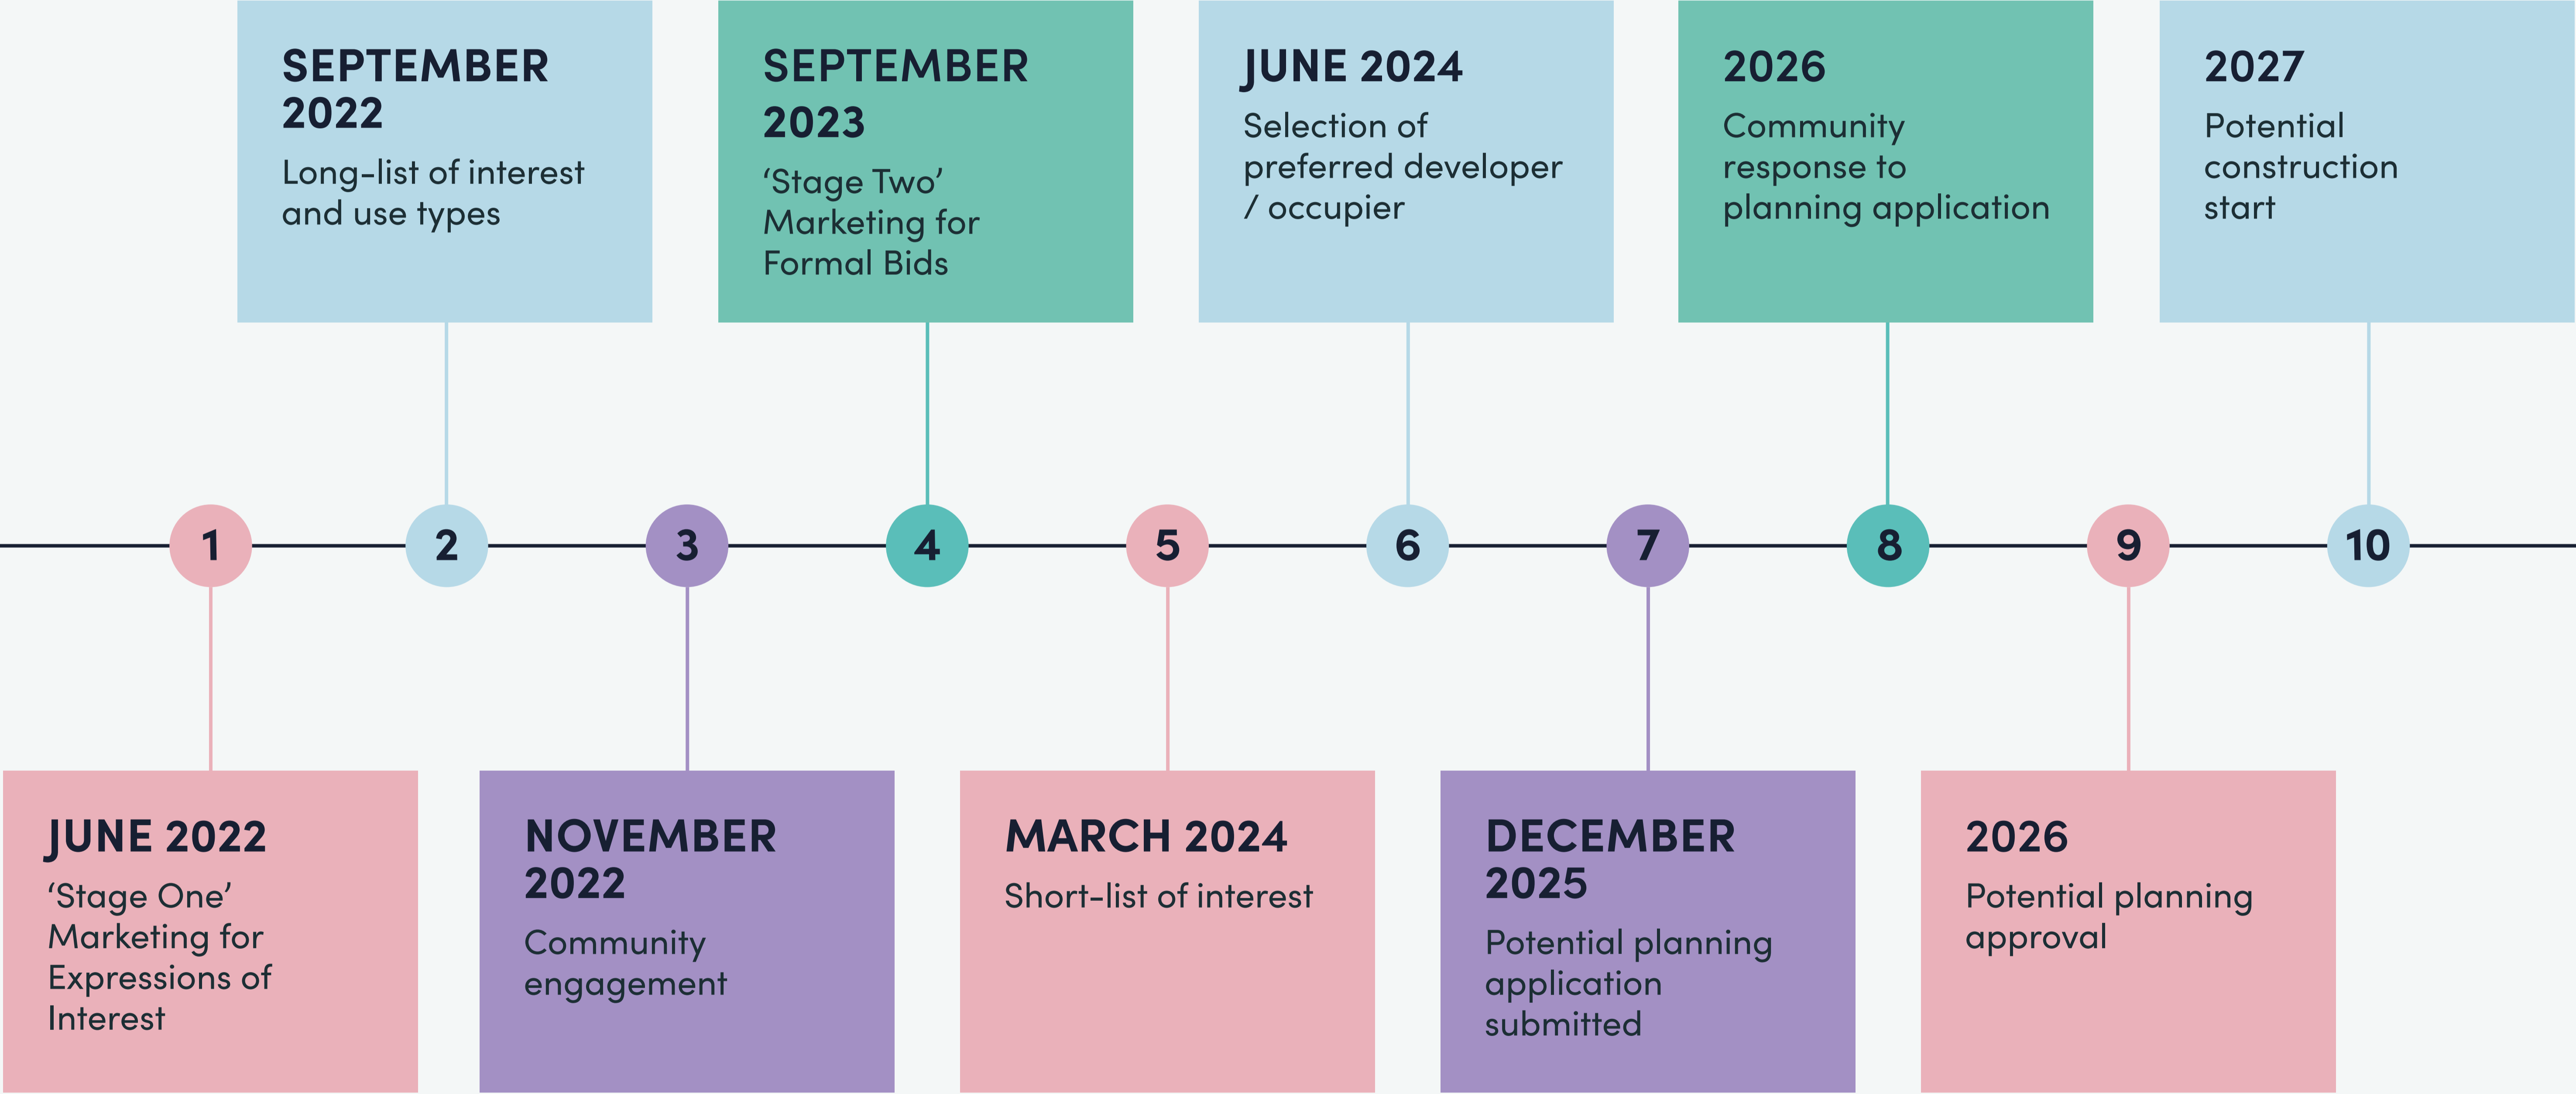 SEPTEMBER
2022
Long-list of interest
and use types
SEPTEMBER
2023
‘Stage Two’
Marketing for
Formal Bids
JUNE 2024
Selection of
preferred developer
/ occupier
2026
Community
response to
planning application
2027
Potential
construction
start
1
2
3
4
5
6
7
8
9
10
JUNE 2022
‘Stage One’
Marketing for
Expressions of
Interest
NOVEMBER
2022
Community
engagement
MARCH 2024
Short-list of interest
DECEMBER
2025
Potential planning
application
submitted
2026
Potential planning
approval